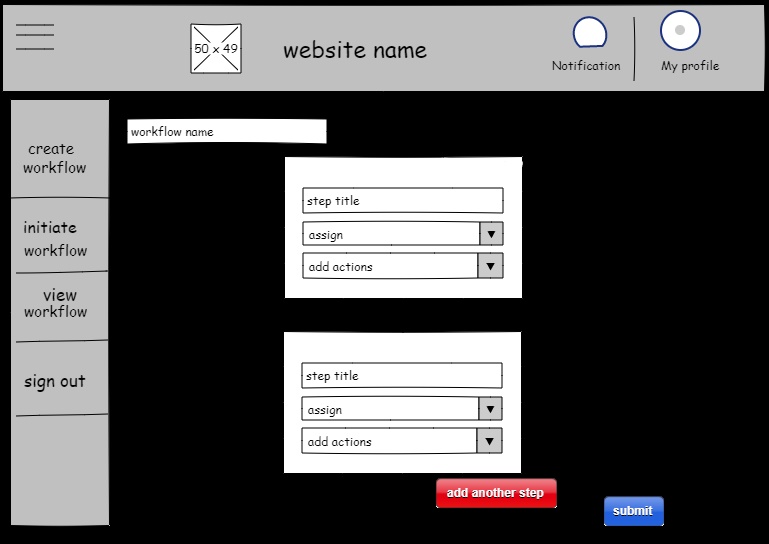 50 x 49
website name
Notification
My profile
create
workflow
initiate
workflow
view
workflow
sign out
workflow name
step title
assign
add actions
step title
assign
add actions
add another step
submit